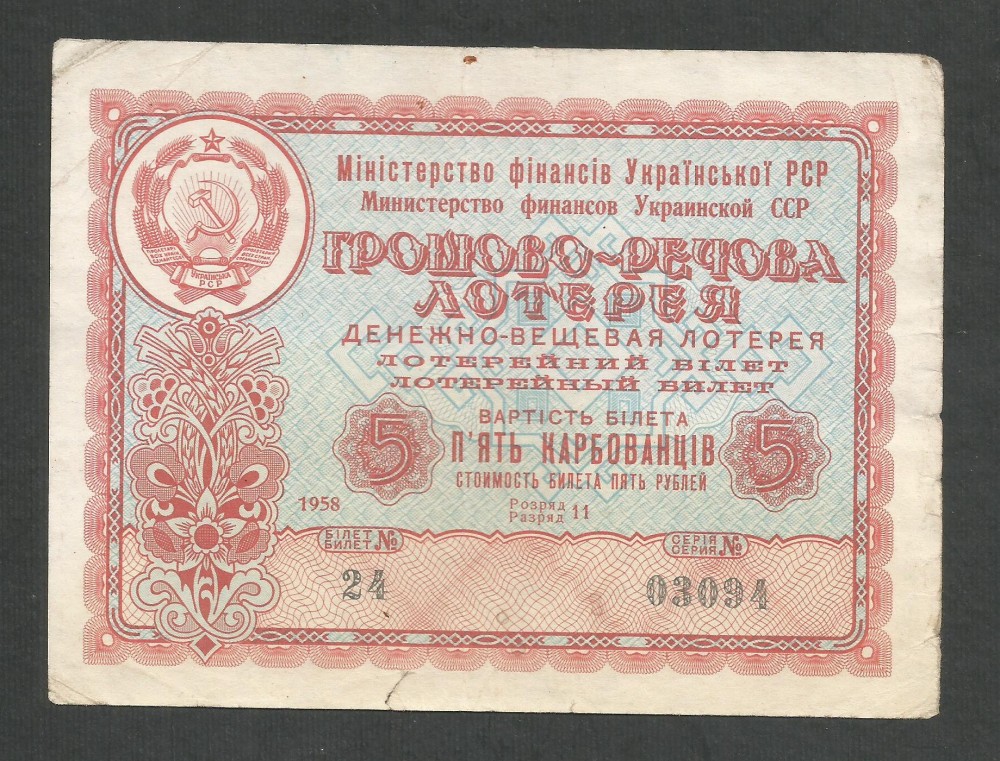 Міністерство фінансів Української РСР
Министерство финансов Украинской ССР
ГРОШОВО-РЕЧОВА
ЛОТЕРЕЯ
ДЕНЕЖНО-ВЕЩЕВАЯ ЛОТЕРЕЯ
ЛОТЕРЕЙНИЙ БІЛЕТ
ЛОТЕРЕЙНЫЙ БИЛЕТ
УКРАЇНСЬКА
РСР
5
ВАРТІСТЬ БІЛЕТА
П'ЯТЬ КАРБОВАНЦІВ
СТОИМОСТЬ БИЛЕТА ПЯТЬ РУБЛЕЙ
5
1958
Розряд
Разряд 11
БІЛЕТ
БИЛЕТ №
24
СЕРІЯ
СЕРИЯ №
03094